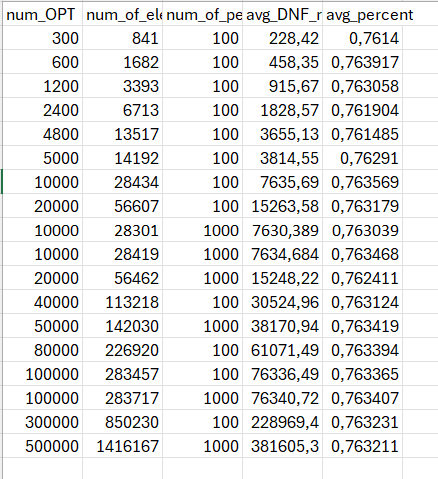 num_OPT num_of_ele num_of_pe avg_DNF_r avg_percent
300 841 100 228,42 0,7614
600 1682 100 458,35 0,763917
1200 3393 100 915,67 0,763058
2400 6713 100 1828,57 0,761904
4800 13517 100 3655,13 0,761485
5000 14192 100 3814,55 0,76291
10000 28434 100 7635,69 0,763569
20000 56607 100 15263,58 0,763179
10000 28301 1000 7630,389 0,763039
10000 28419 1000 7634,684 0,763468
20000 56462 1000 15248,22 0,762411
40000 113218 100 30524,96 0,763124
50000 142030 1000 38170,94 0,763419
80000 226920 100 61071,49 0,763394
100000 283457 100 76336,49 0,763365
100000 283717 1000 76340,72 0,763407
300000 850230 100 228969,4 0,763231
500000 1416167 1000 381605,3 0,763211